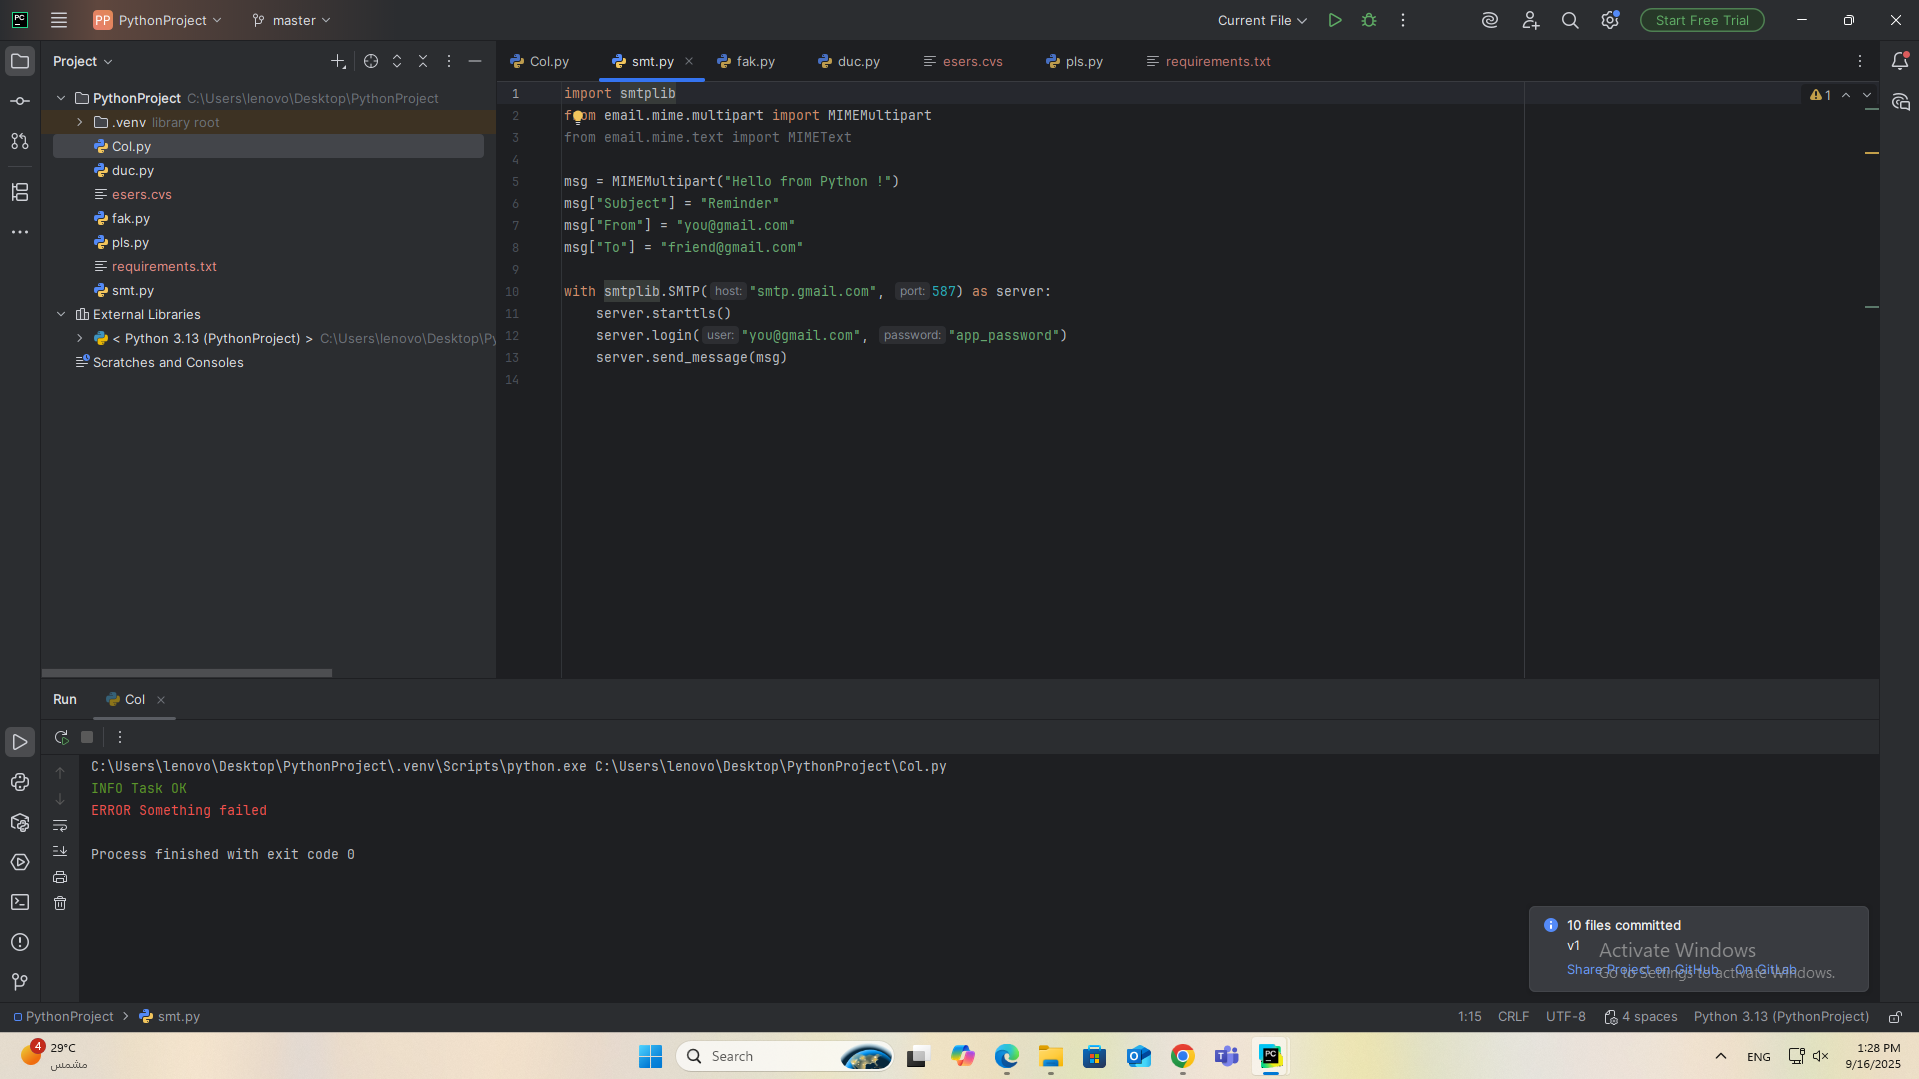 PC
PP PythonProject
master
Current File
Start Free Trial
Project
Col.py
smt.py
fak.py
duc.py
esers.cvs
pls.py
requirements.txt
PythonProject C:\Users\lenovo\Desktop\PythonProject
.venv library root
Col.py
duc.py
esers.cvs
fak.py
pls.py
requirements.txt
smt.py
External Libraries
< Python 3.13 (PythonProject) > C:\Users\lenovo\Desktop\Py
Scratches and Consoles
1 import smtplib
2 from email.mime.multipart import MIMEMultipart
3 from email.mime.text import MIMEText
4
5 msg = MIMEMultipart("Hello from Python !")
6 msg["Subject"] = "Reminder"
7 msg["From"] = "you@gmail.com"
8 msg["To"] = "friend@gmail.com"
9
10 with smtplib.SMTP( host: "smtp.gmail.com", port: 587) as server:
11 server.starttls()
12 server.login( user: "you@gmail.com", password: "app_password")
13 server.send_message(msg)
14
1
Run
Col
C:\Users\lenovo\Desktop\PythonProject\.venv\Scripts\python.exe C:\Users\lenovo\Desktop\PythonProject\Col.py
INFO Task OK
ERROR Something failed
Process finished with exit code 0
10 files committed
v1
Share Project on GitHub On GitLab
Activate Windows
Go to Settings to activate Windows.
PythonProject
smt.py
1:15
CRLF
UTF-8
4 spaces
Python 3.13 (PythonProject)
4
29°C
مشمس
Search
PC
ENG
1:28 PM
9/16/2025